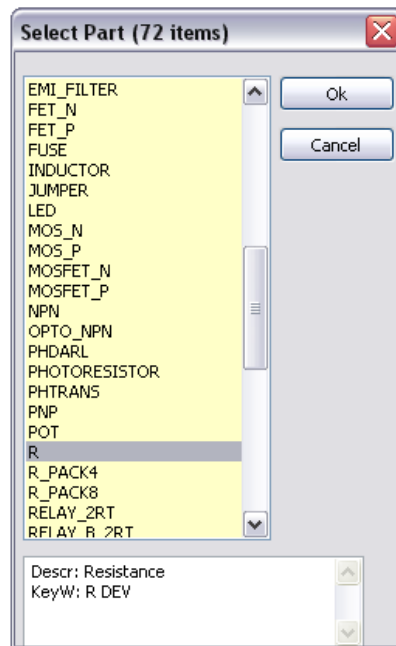 Select Part (72 items)
EMI_FILTER
FET_N
FET_P
FUSE
INDUCTOR
JUMPER
LED
MOS_N
MOS_P
MOSFET_N
MOSFET_P
NPN
OPTO_NPN
PHDARL
PHOTORESISTOR
PHTRANS
PNP
POT
R
R_PACK4
R_PACK8
RELAY_2RT
RELAY_B_2RT
Ok
Cancel
Descr: Resistance
KeyW: R DEV